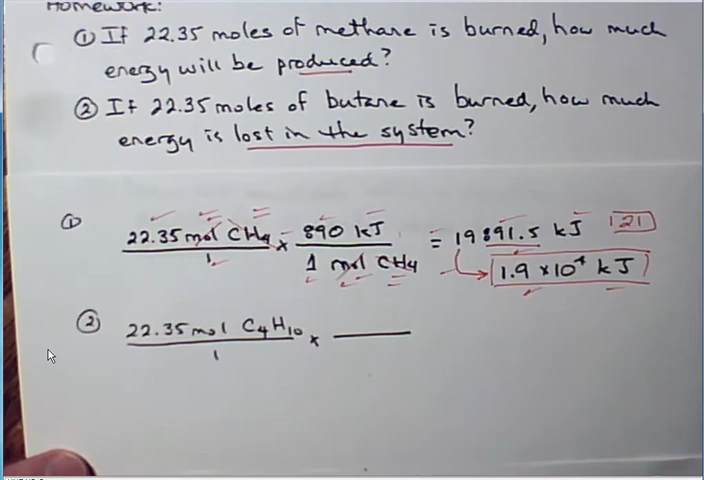 Homework:
① If 22.35 moles of methane is burned, how much
energy will be produced?
② If 22.35 moles of butane is burned, how much
energy is lost in the system?
① 22.35 mol CH4 / 1 × 890 kJ / 1 mol CH4 = 19891.5 kJ [21]
1.9 × 10⁴ kJ
② 22.35 mol C4H10 / 1 ×